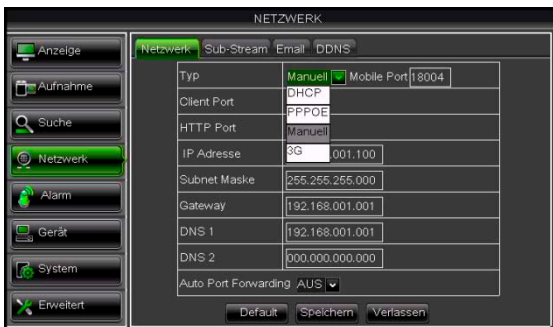 NETZWERK
Anzeige
Aufnahme
Suche
Netzwerk
Alarm
Gerät
System
Erweitert
Netzwerk Sub-Stream Email DDNS
Typ Manuell Mobile Port 18004
DHCP
Client Port
PPPOE
HTTP Port
Manuell
IP Adresse 3G .001.100
Subnet Maske 255.255.255.000
Gateway 192.168.001.001
DNS 1 192.168.001.001
DNS 2 000.000.000.000
Auto Port Forwarding AUS
Default Speichern Verlassen